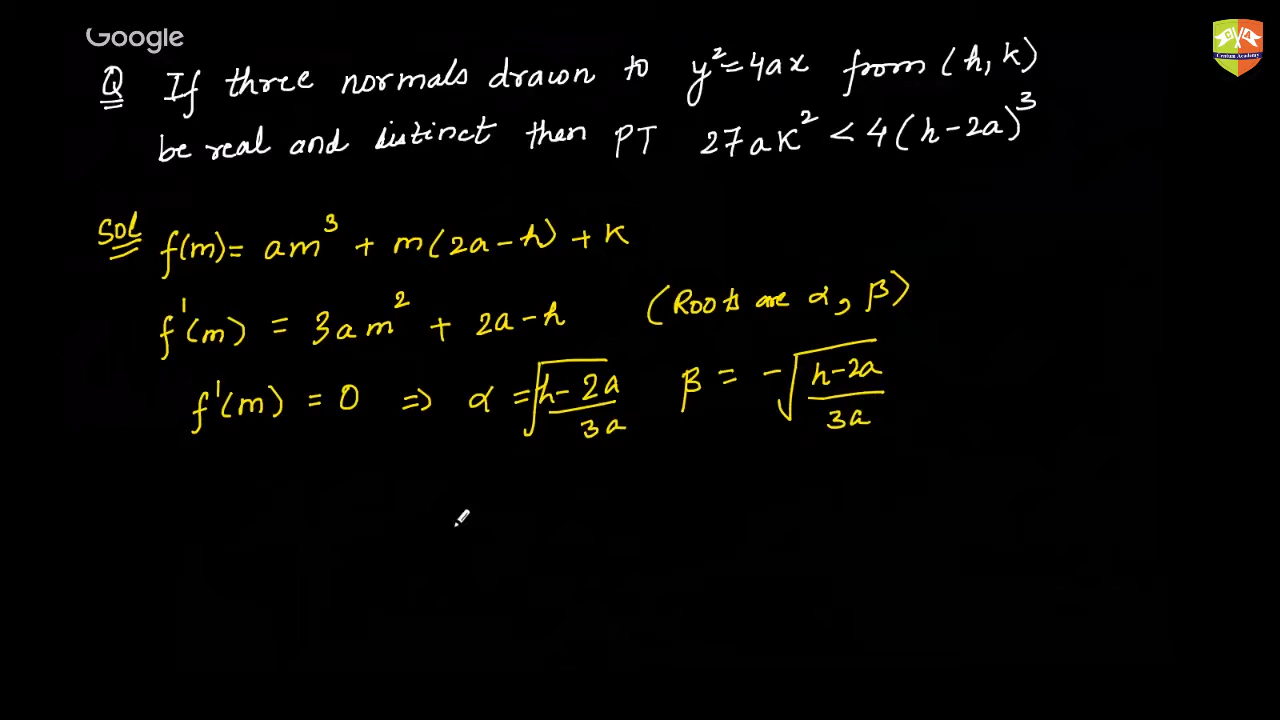 Google
Q If three normals drawn to y²=4ax from (h, k)
be real and distinct then PT 27ak² < 4(h-2a)³
Sol f(m)= am³ + m(2a-h) + k
f'(m) = 3am² + 2a-h (Roots are α, β)
f'(m) = 0 ⇒ α = √(h-2a/3a) β = -√(h-2a/3a)